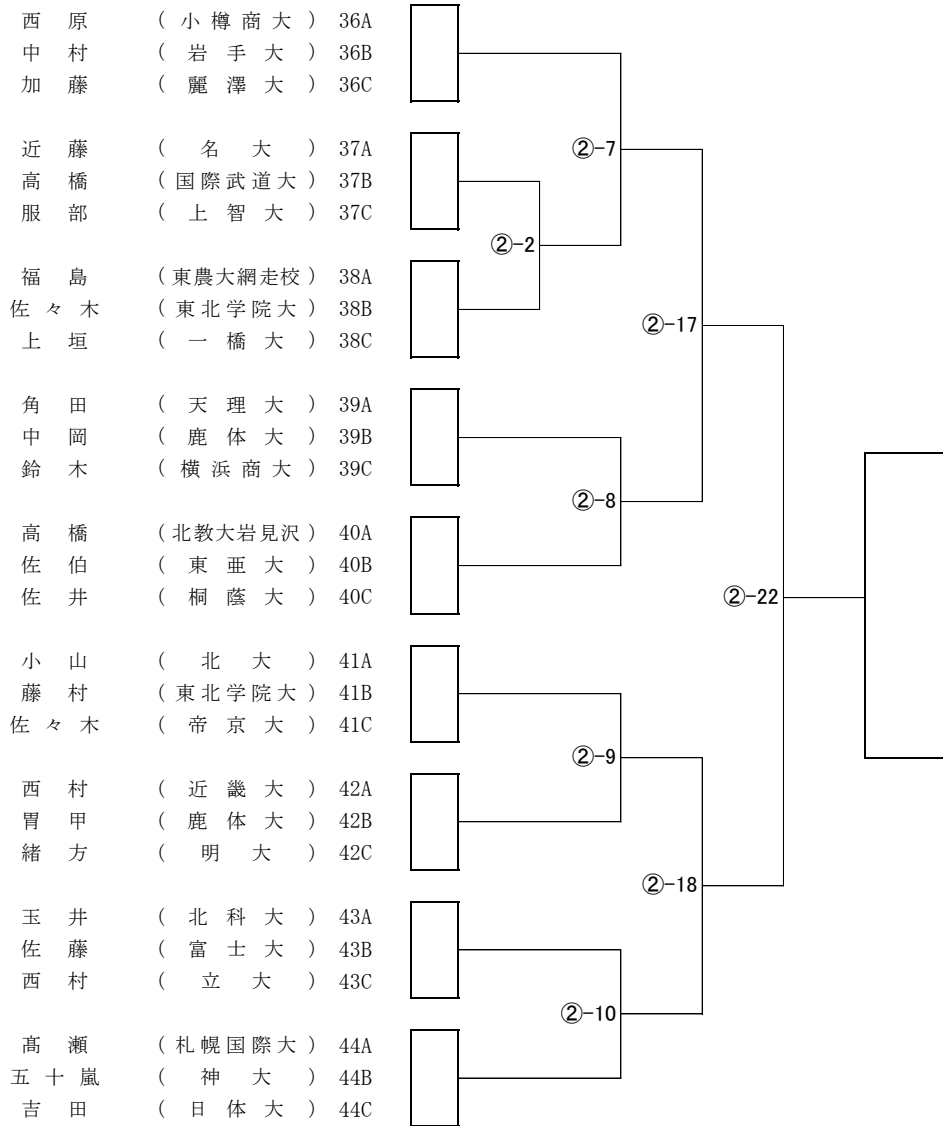 西原 (小樽商大) 36A
中村 (岩手大) 36B
加藤 (麗澤大) 36C
近藤 (名大) 37A
②-7
高橋 (国際武道大) 37B
服部 (上智大) 37C
②-2
福島 (東農大網走校) 38A
佐々木 (東北学院大) 38B
②-17
上垣 (一橋大) 38C
角田 (天理大) 39A
中岡 (鹿体大) 39B
鈴木 (横浜商大) 39C
②-8
高橋 (北教大岩見沢) 40A
佐伯 (東亜大) 40B
佐井 (桐蔭大) 40C
②-22
小山 (北大) 41A
藤村 (東北学院大) 41B
佐々木 (帝京大) 41C
②-9
西村 (近畿大) 42A
胃甲 (鹿体大) 42B
緒方 (明大) 42C
②-18
玉井 (北科大) 43A
佐藤 (富士大) 43B
西村 (立大) 43C
②-10
髙瀬 (札幌国際大) 44A
五十嵐 (神大) 44B
吉田 (日体大) 44C